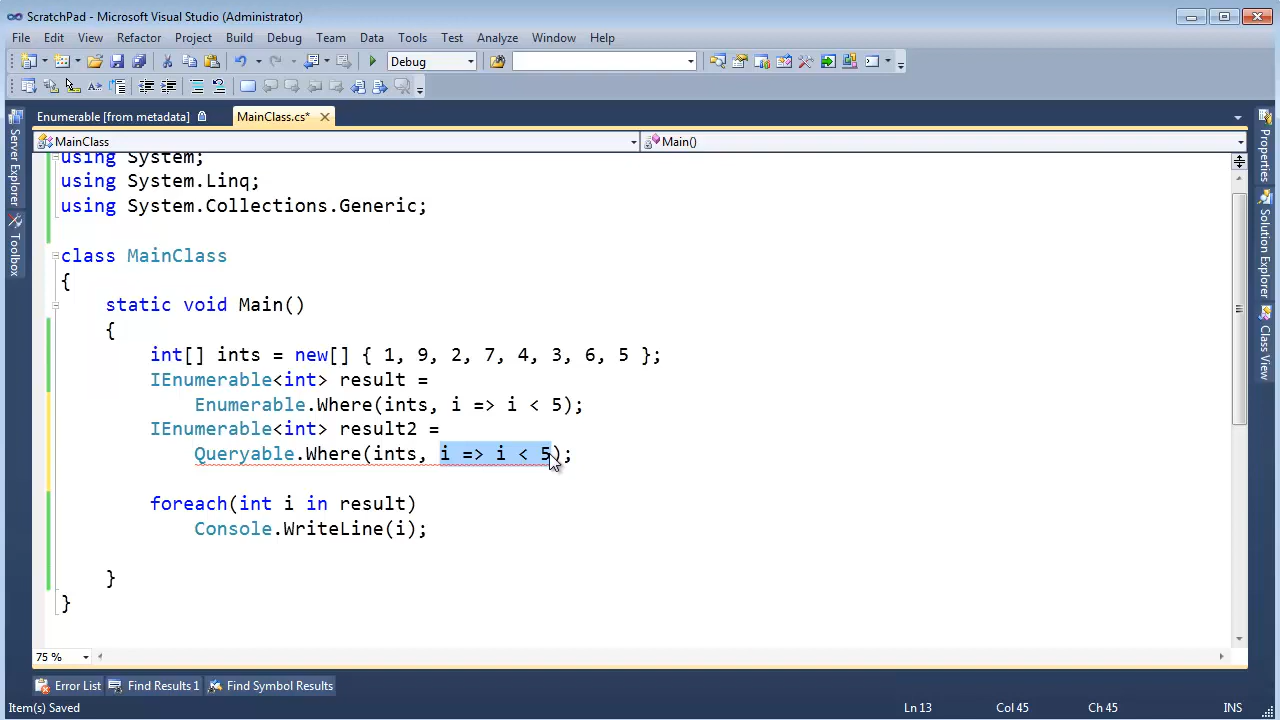 ScratchPad - Microsoft Visual Studio (Administrator)
File Edit View Refactor Project Build Debug Team Data Tools Test Analyze Window Help
Debug
Enumerable [from metadata] MainClass.cs*
MainClass Main()
Server Explorer
Toolbox
using System;
using System.Linq;
using System.Collections.Generic;
class MainClass
{
static void Main()
{
int[] ints = new[] { 1, 9, 2, 7, 4, 3, 6, 5 };
IEnumerable<int> result =
Enumerable.Where(ints, i => i < 5);
IEnumerable<int> result2 =
Queryable.Where(ints, i => i < 5);
foreach(int i in result)
Console.WriteLine(i);
}
}
Properties
Solution Explorer
Class View
75 %
Error List Find Results 1 Find Symbol Results
Item(s) Saved Ln 13 Col 45 Ch 45 INS